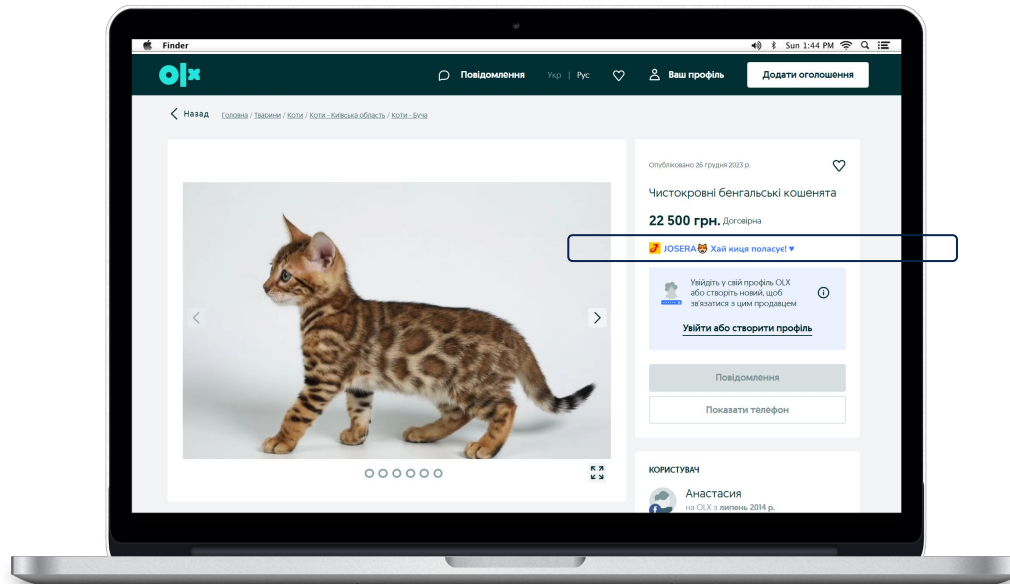 Finder
Sun 1:44 PM
olx
Повідомлення
Укр | Рус
Ваш профіль
Додати оголошення
Назад
Головна / Тварини / Коти / Коти - Київська область / Коти - Буча
Опубліковано 26 грудня 2023 р.
Чистокровні бенгальські кошенята
22 500 грн. Договірна
JOSERA🐯 Хай киця поласує! ♥
Увійдіть у свій профіль OLX
або створіть новий, щоб
зв'язатися з цим продавцем
Увійти або створити профіль
Повідомлення
Показати телефон
КОРИСТУВАЧ
Анастасия
на OLX з липень 2014 р.